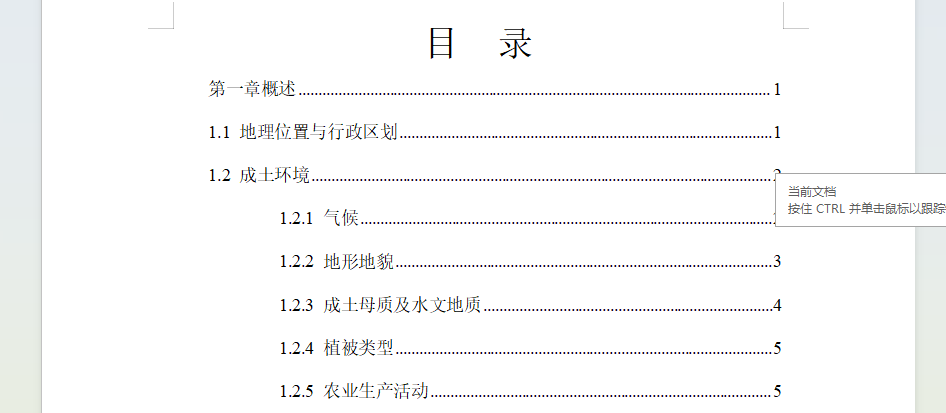 目 录
第一章概述 1
1.1 地理位置与行政区划 1
1.2 成土环境 2
当前文档
按住 CTRL 并单击鼠标以跟踪
1.2.1 气候
1.2.2 地形地貌 3
1.2.3 成土母质及水文地质 4
1.2.4 植被类型 5
1.2.5 农业生产活动 5